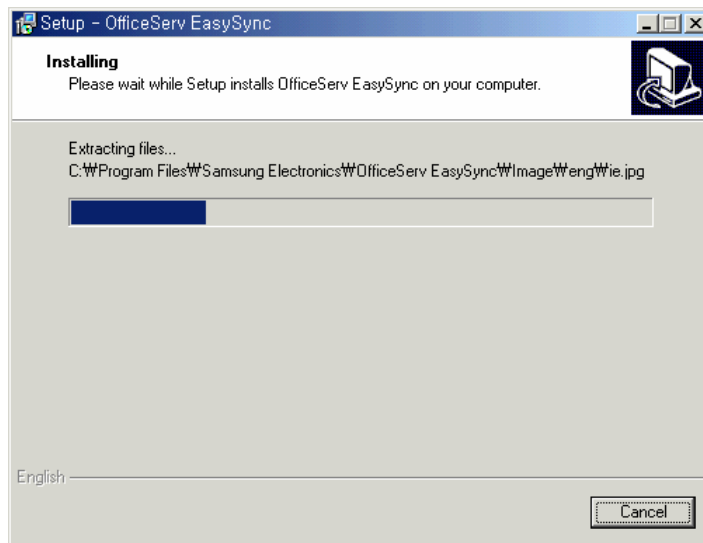 Setup - OfficeServ EasySync
Installing
Please wait while Setup installs OfficeServ EasySync on your computer.
Extracting files...
C:₩Program Files₩Samsung Electronics₩OfficeServ EasySync₩Image₩eng₩ie.jpg
English
Cancel